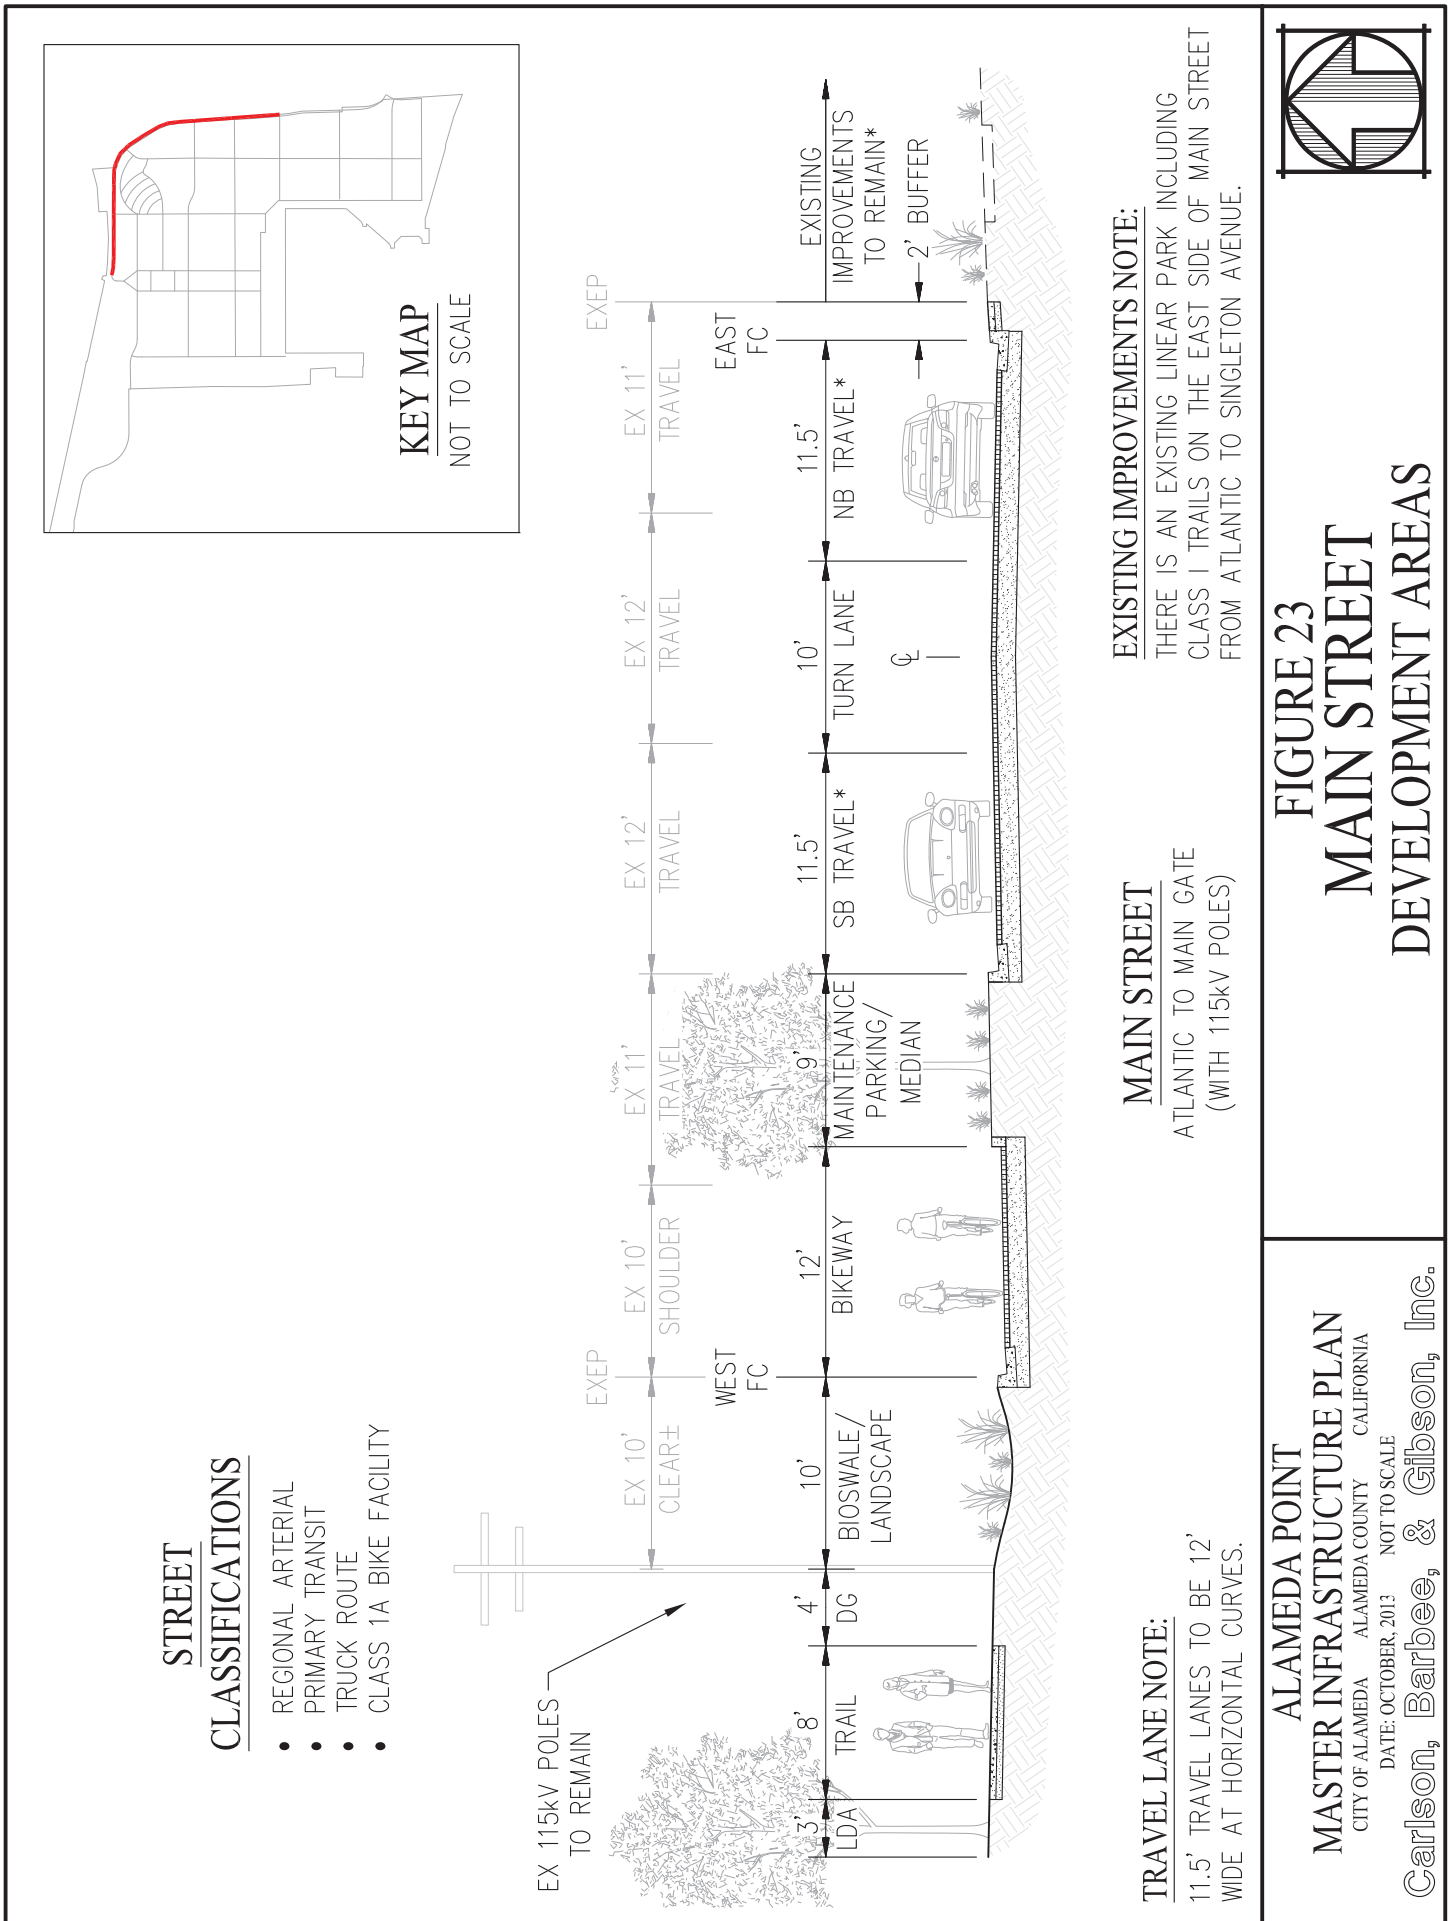 STREET
CLASSIFICATIONS
• REGIONAL ARTERIAL
• PRIMARY TRANSIT
• TRUCK ROUTE
• CLASS 1A BIKE FACILITY
KEY MAP
NOT TO SCALE
EX 115kV POLES
TO REMAIN
EXEP
EXEP
EX 10'
CLEAR±
EX 10'
SHOULDER
EX 11'
TRAVEL
EX 12'
TRAVEL
EX 12'
TRAVEL
EX 11'
TRAVEL
WEST
FC
EAST
FC
3'
LDA
8'
TRAIL
4'
DG
10'
BIOSWALE/
LANDSCAPE
12'
BIKEWAY
9'
MAINTENANCE
PARKING/
MEDIAN
11.5'
SB TRAVEL*
10'
TURN LANE
CL
11.5'
NB TRAVEL*
2' BUFFER
EXISTING
IMPROVEMENTS
TO REMAIN*
TRAVEL LANE NOTE:
11.5' TRAVEL LANES TO BE 12'
WIDE AT HORIZONTAL CURVES.
MAIN STREET
ATLANTIC TO MAIN GATE
(WITH 115kV POLES)
EXISTING IMPROVEMENTS NOTE:
THERE IS AN EXISTING LINEAR PARK INCLUDING
CLASS I TRAILS ON THE EAST SIDE OF MAIN STREET
FROM ATLANTIC TO SINGLETON AVENUE.
ALAMEDA POINT
MASTER INFRASTRUCTURE PLAN
CITY OF ALAMEDA ALAMEDA COUNTY CALIFORNIA
DATE: OCTOBER, 2013 NOT TO SCALE
Carlson, Barbee, & Gibson, Inc.
FIGURE 23
MAIN STREET
DEVELOPMENT AREAS